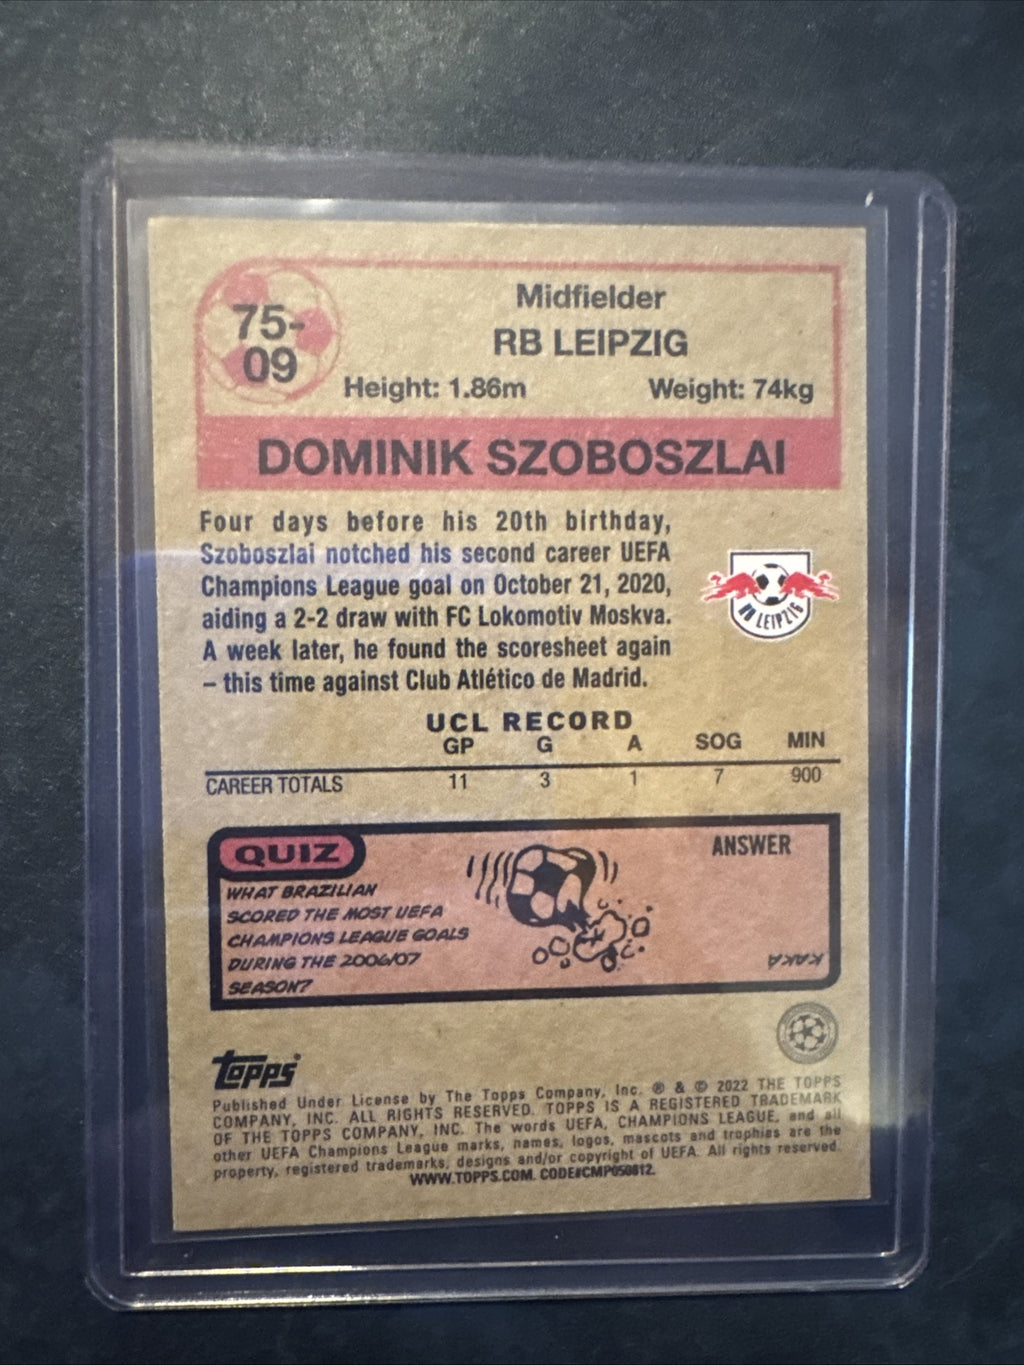 75-
09
Midfielder
RB LEIPZIG
Height: 1.86m Weight: 74kg
DOMINIK SZOBOSZLAI
Four days before his 20th birthday,
Szoboszlai notched his second career UEFA
Champions League goal on October 21, 2020,
aiding a 2-2 draw with FC Lokomotiv Moskva.
A week later, he found the scoresheet again
– this time against Club Atlético de Madrid.
RB LEIPZIG
UCL RECORD
GP G A SOG MIN
CAREER TOTALS 11 3 1 7 900
QUIZ
WHAT BRAZILIAN
SCORED THE MOST UEFA
CHAMPIONS LEAGUE GOALS
DURING THE 2006/07
SEASON?
ANSWER
KAKA
Topps®
Published Under License by The Topps Company, Inc. ® & © 2022 THE TOPPS
COMPANY, INC. ALL RIGHTS RESERVED. TOPPS IS A REGISTERED TRADEMARK
OF THE TOPPS COMPANY, INC. The words UEFA, CHAMPIONS LEAGUE, and all
other UEFA Champions League marks, names, logos, mascots and trophies are the
property, registered trademarks, designs and/or copyright of UEFA. All rights reserved.
WWW.TOPPS.COM. CODE#CMP050812.